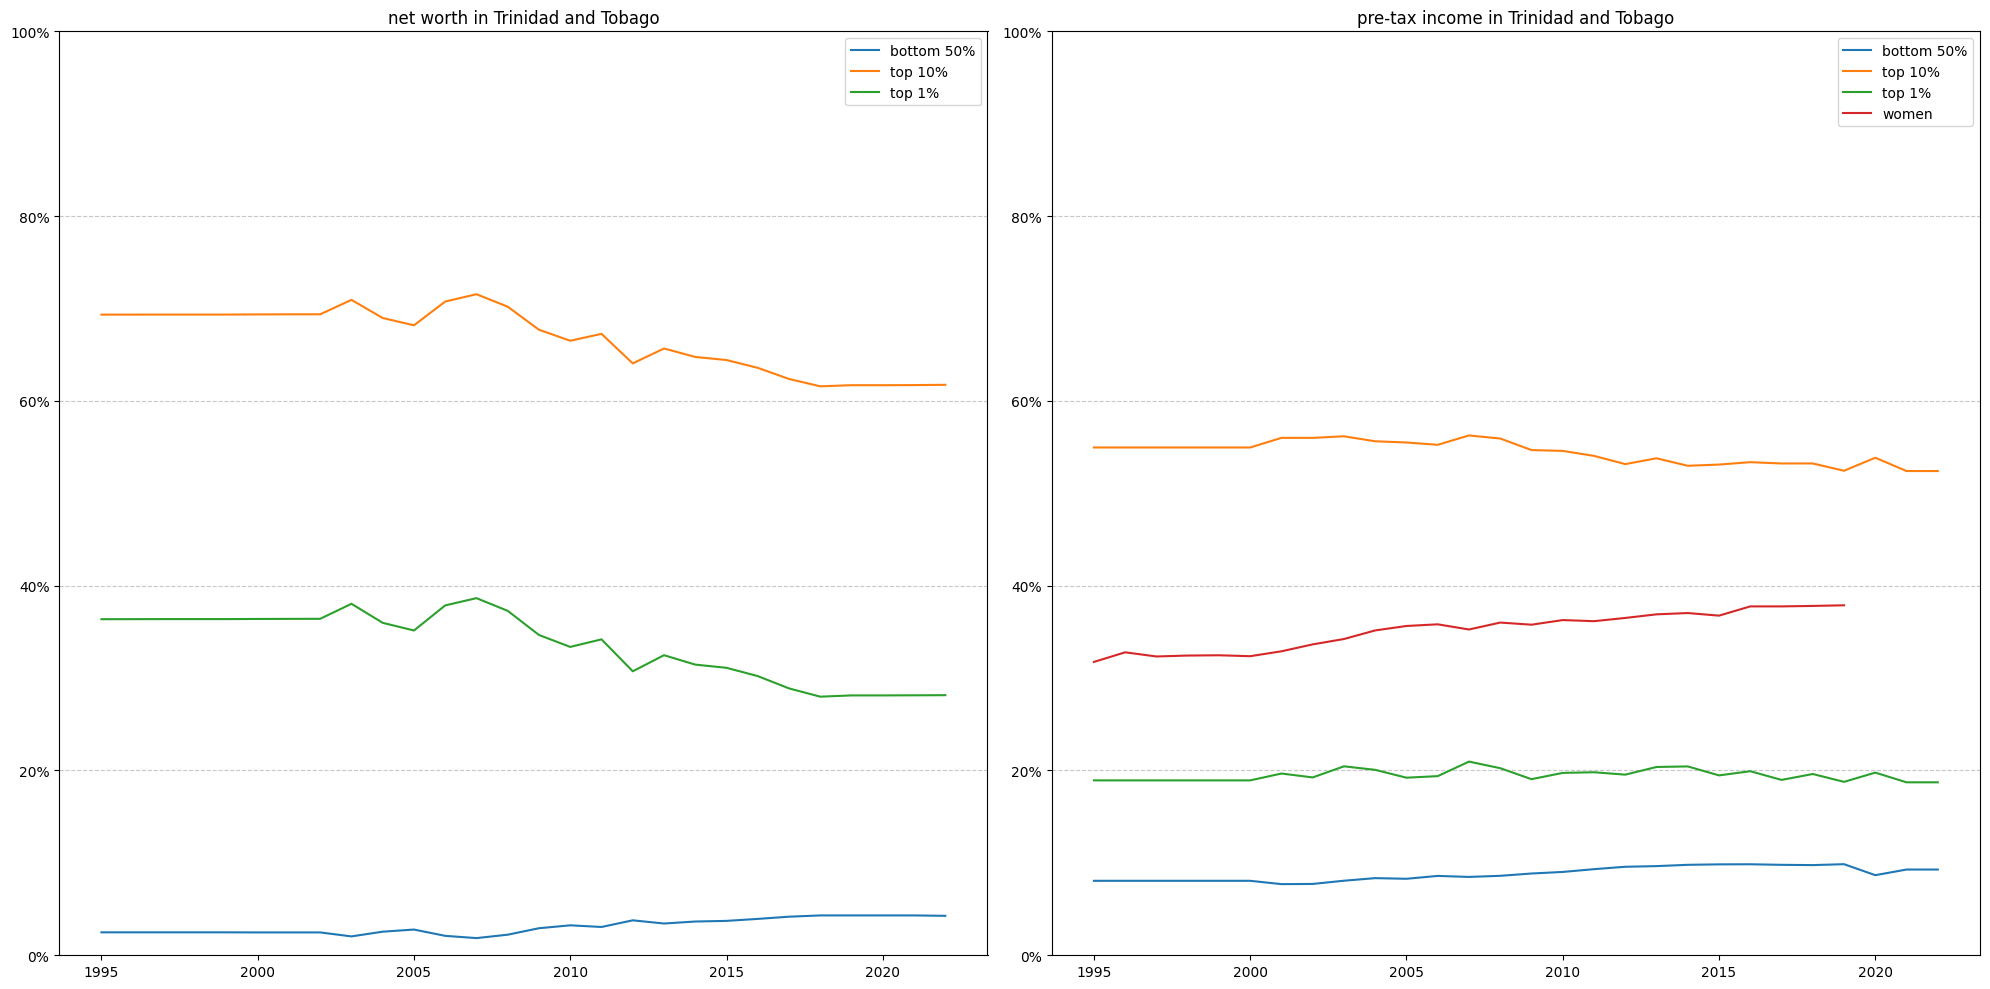 net worth in Trinidad and Tobago
100%
80%
60%
40%
20%
0%
1995 2000 2005 2010 2015 2020
bottom 50%
top 10%
top 1%
pre-tax income in Trinidad and Tobago
100%
80%
60%
40%
20%
0%
1995 2000 2005 2010 2015 2020
bottom 50%
top 10%
top 1%
women